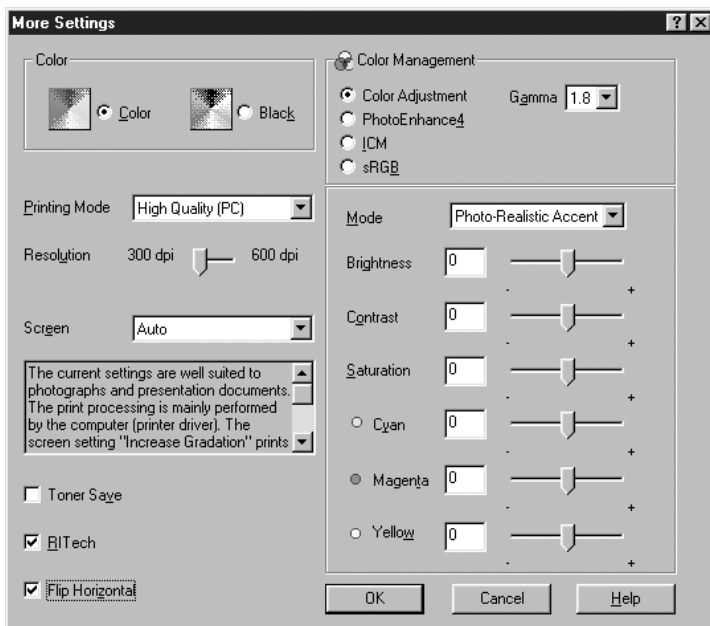 More Settings
? X
Color
Color
Black
Printing Mode High Quality (PC)
Resolution 300 dpi 600 dpi
Screen Auto
The current settings are well suited to
photographs and presentation documents.
The print processing is mainly performed
by the computer (printer driver). The
screen setting "Increase Gradation" prints
Toner Save
RITech
Flip Horizontal
Color Management
Color Adjustment
PhotoEnhance4
ICM
sRGB
Gamma 1.8
Mode Photo-Realistic Accent
Brightness 0
- +
Contrast 0
- +
Saturation 0
- +
Cyan 0
- +
Magenta 0
- +
Yellow 0
- +
OK Cancel Help